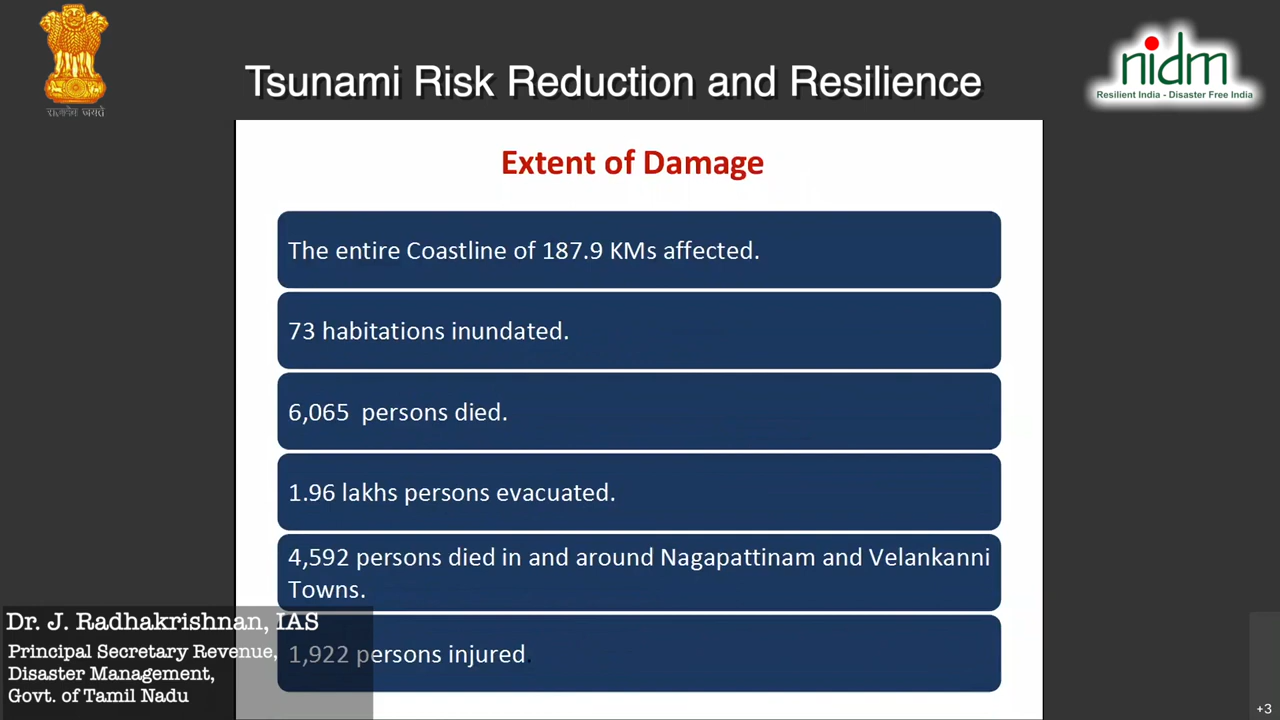 सत्यमेव जयते
Tsunami Risk Reduction and Resilience
nidm
Resilient India - Disaster Free India
Extent of Damage
The entire Coastline of 187.9 KMs affected.
73 habitations inundated.
6,065 persons died.
1.96 lakhs persons evacuated.
4,592 persons died in and around Nagapattinam and Velankanni
Towns.
1,922 persons injured.
Dr. J. Radhakrishnan, IAS
Principal Secretary Revenue,
Disaster Management,
Govt. of Tamil Nadu
+3